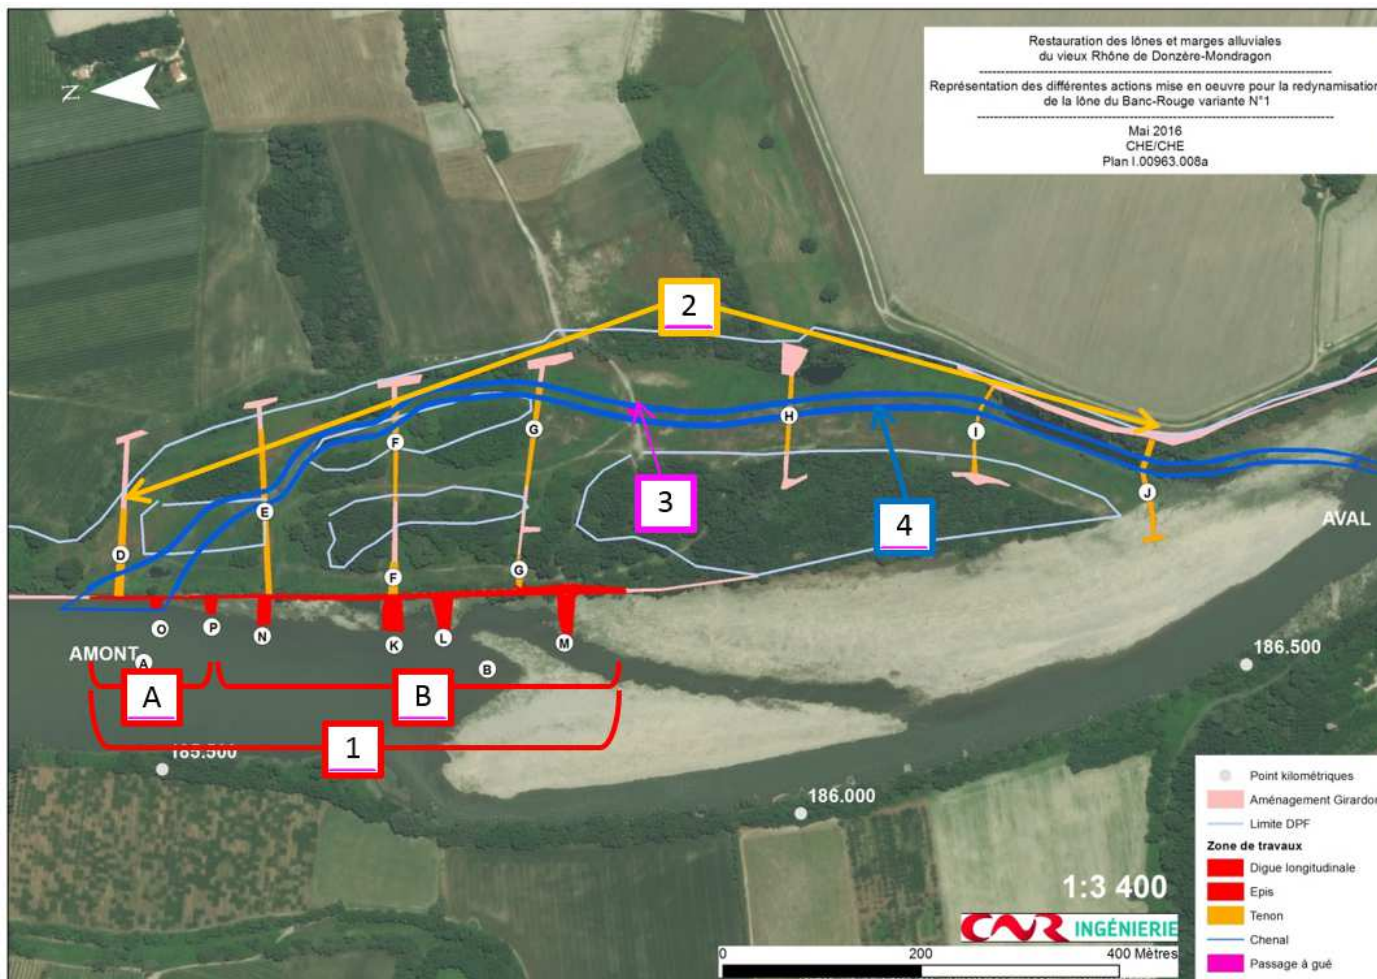 Restauration des lônes et marges alluviales
du vieux Rhône de Donzère-Mondragon
Représentation des différentes actions mise en oeuvre pour la redynamisation
de la lône du Banc-Rouge variante N°1
Mai 2016
CHE/CHE
Plan I.00963.008a
N
2
F
G
H
I
3
4
E
J
D
F
G
AVAL
O
P
N
K
L
M
AMONT
A
B
186.500
A
B
1
185.500
186.000
Point kilométriques
Aménagement Girardon
Limite DPF
Zone de travaux
Digue longitudinale
Epis
Tenon
Chenal
Passage à gué
1:3 400
CNR INGÉNIERIE
0 200 400 Mètres